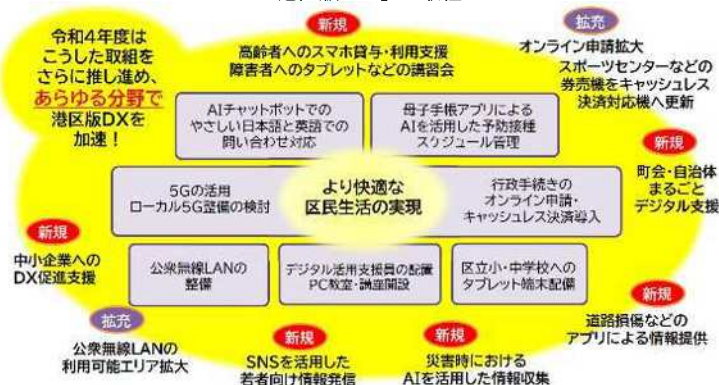 令和4年度は
こうした取組を
さらに推し進め、
あらゆる分野で
港区版DXを
加速！
新規
高齢者へのスマホ貸与・利用支援
障害者へのタブレットなどの講習会
拡充
オンライン申請拡大
スポーツセンターなどの
券売機をキャッシュレス
決済対応機へ更新
AIチャットボットでの
やさしい日本語と英語での
問い合わせ対応
母子手帳アプリによる
AIを活用した予防接種
スケジュール管理
新規
町会・自治体
まるごと
デジタル支援
5Gの活用
ローカル5G整備の検討
より快適な
区民生活の実現
行政手続きの
オンライン申請・
キャッシュレス決済導入
新規
中小企業への
DX促進支援
公衆無線LANの
整備
デジタル活用支援員の配置
PC教室・講座開設
区立小・中学校への
タブレット端末配備
新規
道路損傷などの
アプリによる情報提供
拡充
公衆無線LANの
利用可能エリア拡大
新規
SNSを活用した
若者向け情報発信
新規
災害時における
AIを活用した情報収集